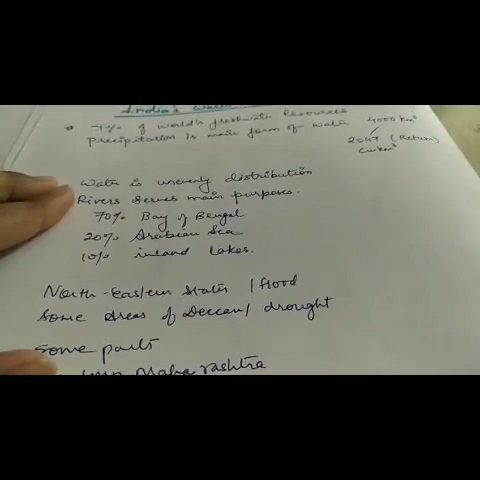 India's Water
4% of world's freshwater Resources
Precipitation is main form of water 4000 km³
2047 (Return)
Water is unevenly distribution
Rivers serves main purposes.
70% Bay of Bengal
20% Arabian Sea
10% inland Lakes.
North-Eastern states / flood
Some Areas of Deccan / drought
Some parts
Maharashtra